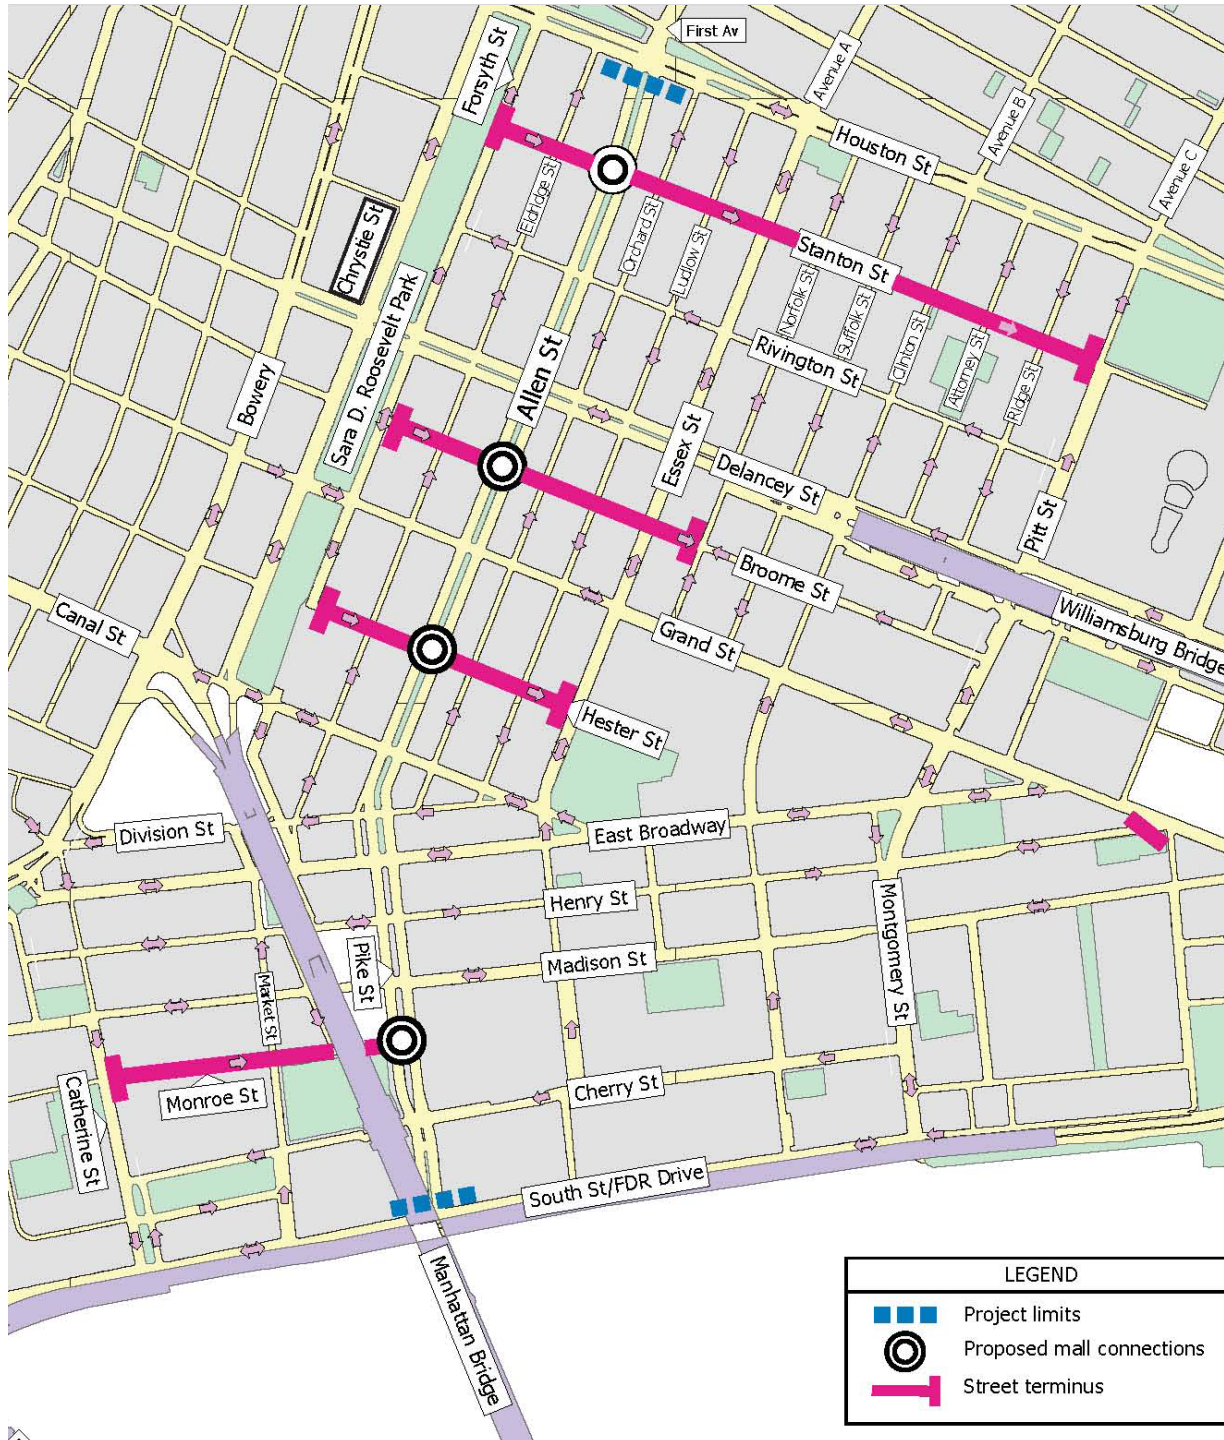 First Av
Forsyth St
Avenue A
Avenue B
Avenue C
Houston St
Eldridge St
Chrystie St
Orchard St
Ludlow St
Stanton St
Norfolk St
Suffolk St
Sara D. Roosevelt Park
Rivington St
Clinton St
Attorney St
Ridge St
Allen St
Bowery
Essex St
Delancey St
Pitt St
Broome St
Canal St
Grand St
Williamsburg Bridge
Hester St
Division St
East Broadway
Henry St
Montgomery St
Pike St
Madison St
Market St
Monroe St
Cherry St
Catherine St
South St/FDR Drive
Manhattan Bridge
LEGEND
Project limits
Proposed mall connections
Street terminus